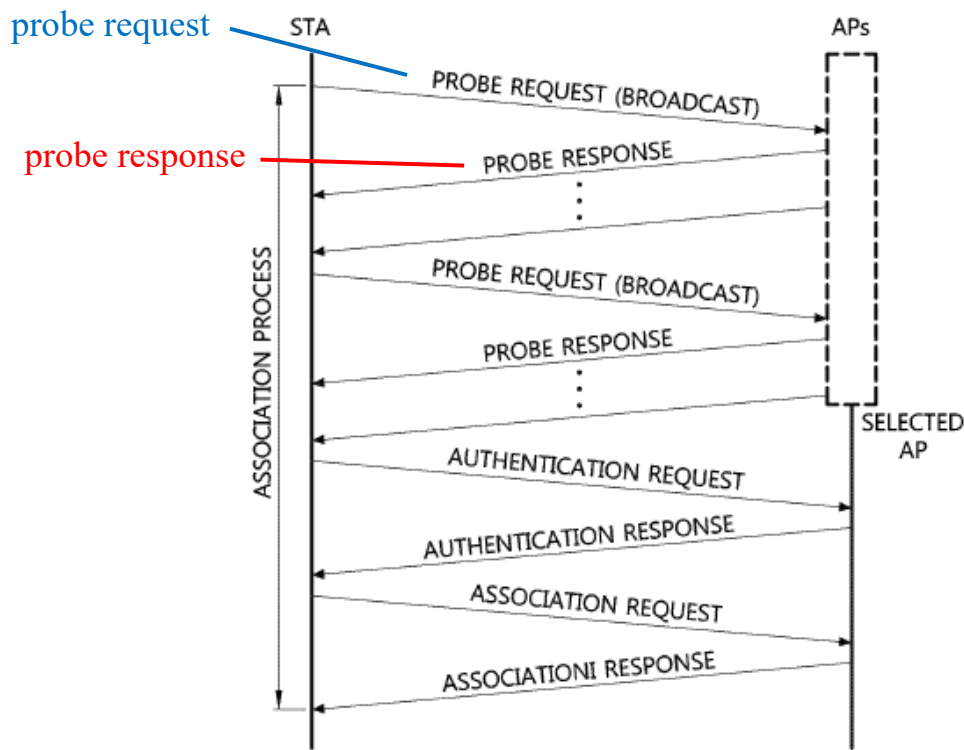 probe request
STA
APs
PROBE REQUEST (BROADCAST)
probe response
PROBE RESPONSE
PROBE REQUEST (BROADCAST)
PROBE RESPONSE
ASSOCIATION PROCESS
SELECTED
AP
AUTHENTICATION REQUEST
AUTHENTICATION RESPONSE
ASSOCIATION REQUEST
ASSOCIATIONI RESPONSE